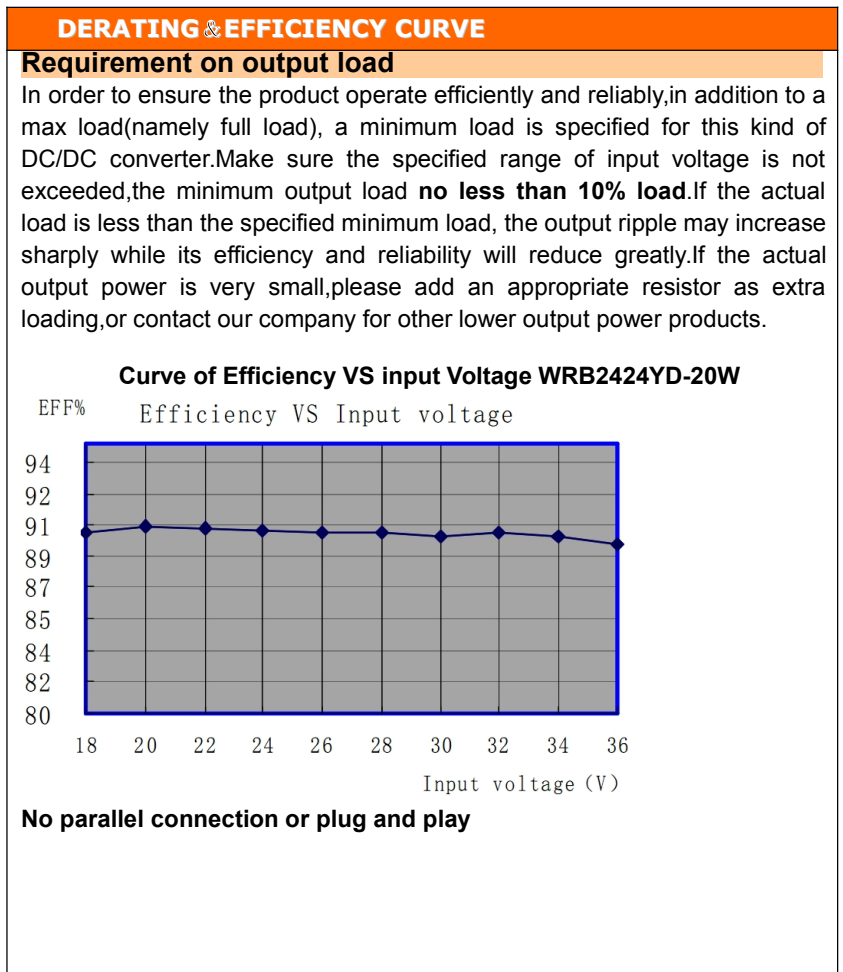 DERATING&EFFICIENCY CURVE
Requirement on output load
In order to ensure the product operate efficiently and reliably,in addition to a
max load(namely full load), a minimum load is specified for this kind of
DC/DC converter.Make sure the specified range of input voltage is not
exceeded,the minimum output load no less than 10% load.If the actual
load is less than the specified minimum load, the output ripple may increase
sharply while its efficiency and reliability will reduce greatly.If the actual
output power is very small,please add an appropriate resistor as extra
loading,or contact our company for other lower output power products.
Curve of Efficiency VS input Voltage WRB2424YD-20W
EFF% Efficiency VS Input voltage
94
92
91
89
87
85
84
82
80
18 20 22 24 26 28 30 32 34 36
Input voltage (V)
No parallel connection or plug and play